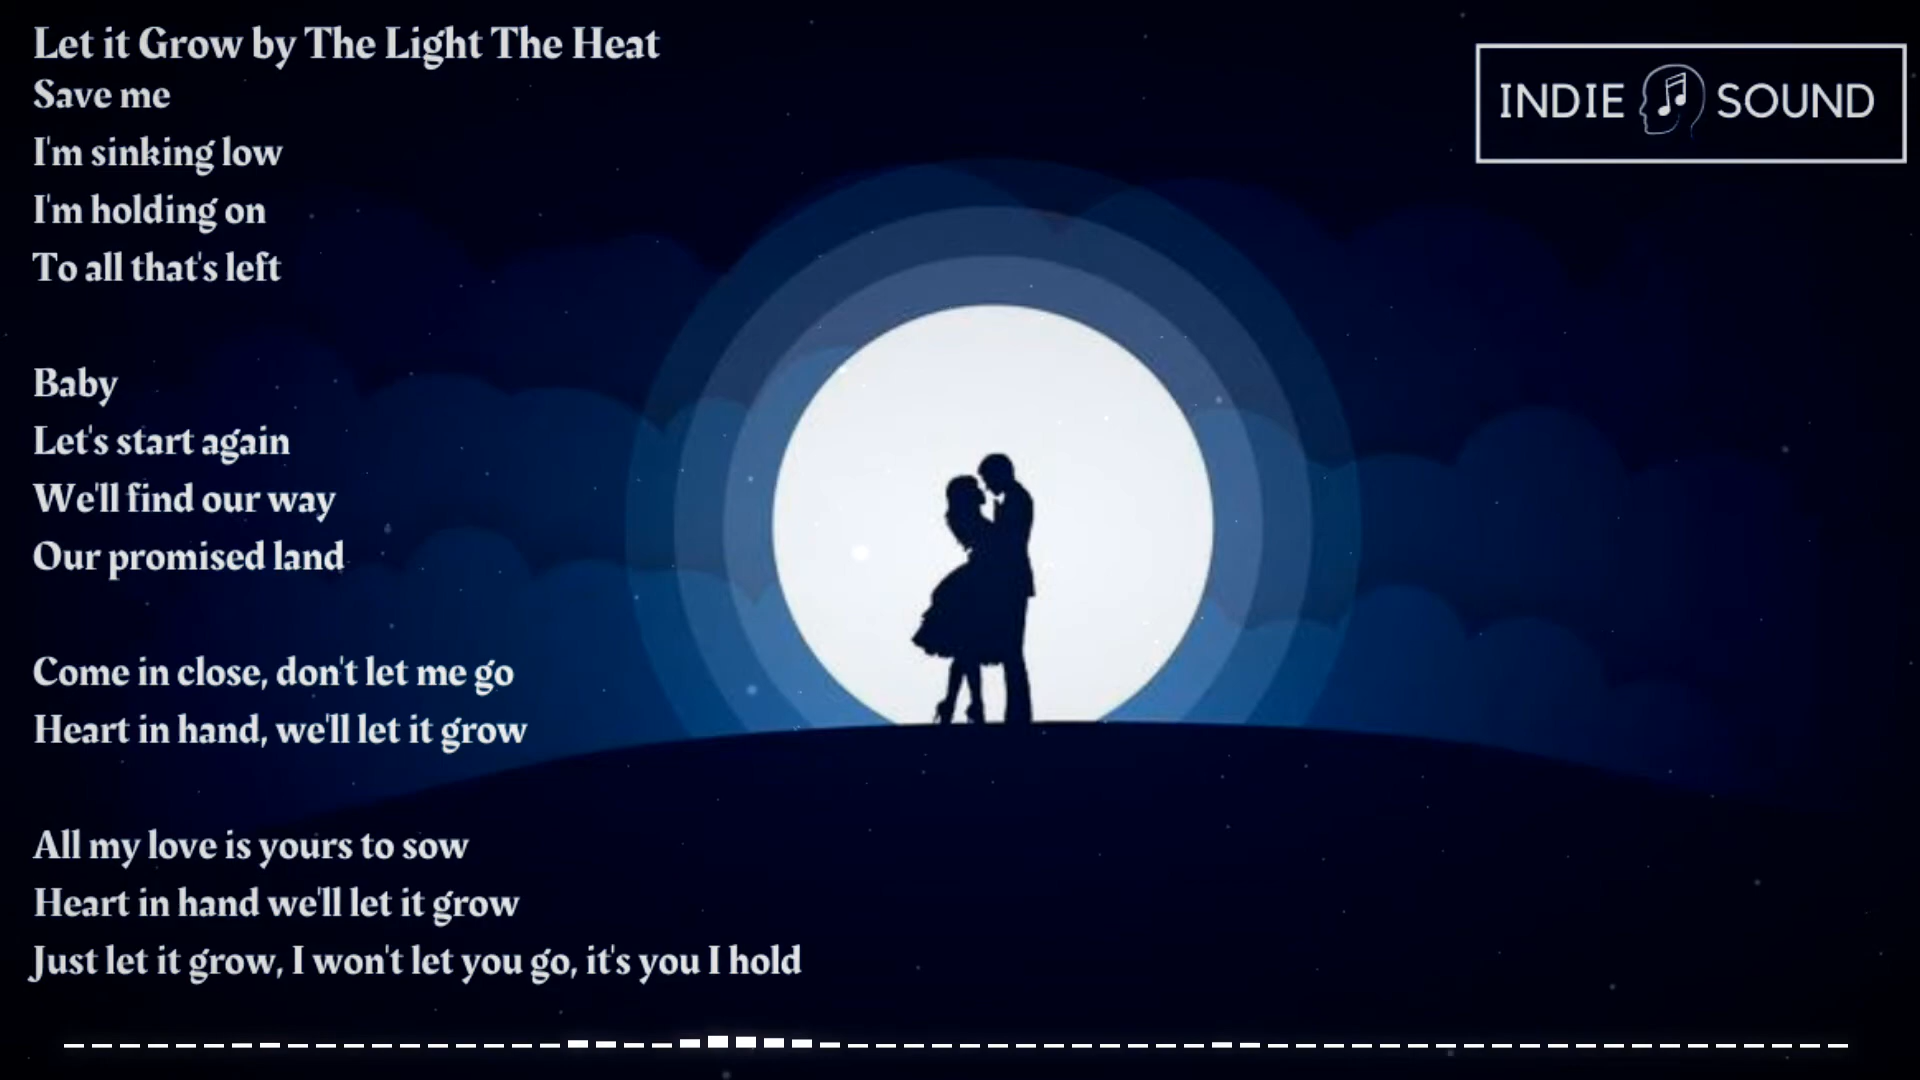 Let it Grow by The Light The Heat
Save me
I'm sinking low
I'm holding on
To all that's left
Baby
Let's start again
We'll find our way
Our promised land
Come in close, don't let me go
Heart in hand, we'll let it grow
All my love is yours to sow
Heart in hand we'll let it grow
Just let it grow, I won't let you go, it's you I hold
INDIE SOUND